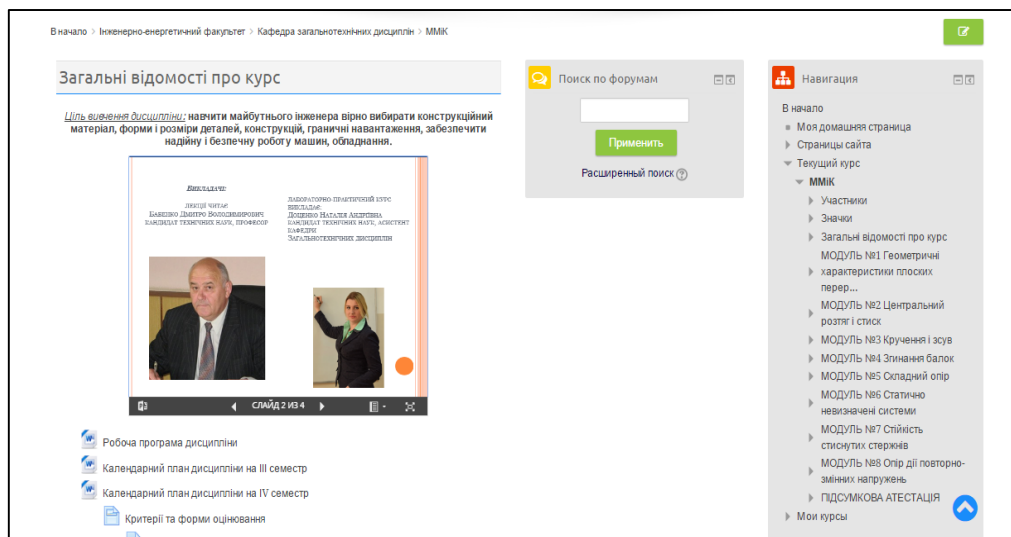 В начало > Інженерно-енергетичний факультет > Кафедра загальнотехнічних дисциплін > ММіК
Загальні відомості про курс
Ціль вивчення дисципліни: навчити майбутнього інженера вірно вибирати конструкційний
матеріал, форми і розміри деталей, конструкцій, граничні навантаження, забезпечити
надійну і безпечну роботу машин, обладнання.
Викладачі:
лекції читає
Бабенко Дмитро Володимирович
кандидат технічних наук, професор
лабораторно-практичний курс
викладає:
Доценко Наталія Андріївна
кандидат технічних наук, асистент
кафедри
Загальнотехнічних дисциплін
СЛАЙД 2 ИЗ 4
Робоча програма дисципліни
Календарний план дисципліни на III семестр
Календарний план дисципліни на IV семестр
Критерії та форми оцінювання
Поиск по форумам
Применить
Расширенный поиск
Навигация
В начало
Моя домашняя страница
Страницы сайта
Текущий курс
ММіК
Участники
Значки
Загальні відомості про курс
МОДУЛЬ №1 Геометричні
характеристики плоских
перер...
МОДУЛЬ №2 Центральний
розтяг і стиск
МОДУЛЬ №3 Кручення і зсув
МОДУЛЬ №4 Згинання балок
МОДУЛЬ №5 Складний опір
МОДУЛЬ №6 Статично
невизначені системи
МОДУЛЬ №7 Стійкість
стиснутих стержнів
МОДУЛЬ №8 Опір дії повторно-
змінних напружень
ПІДСУМКОВА АТЕСТАЦІЯ
Мои курсы